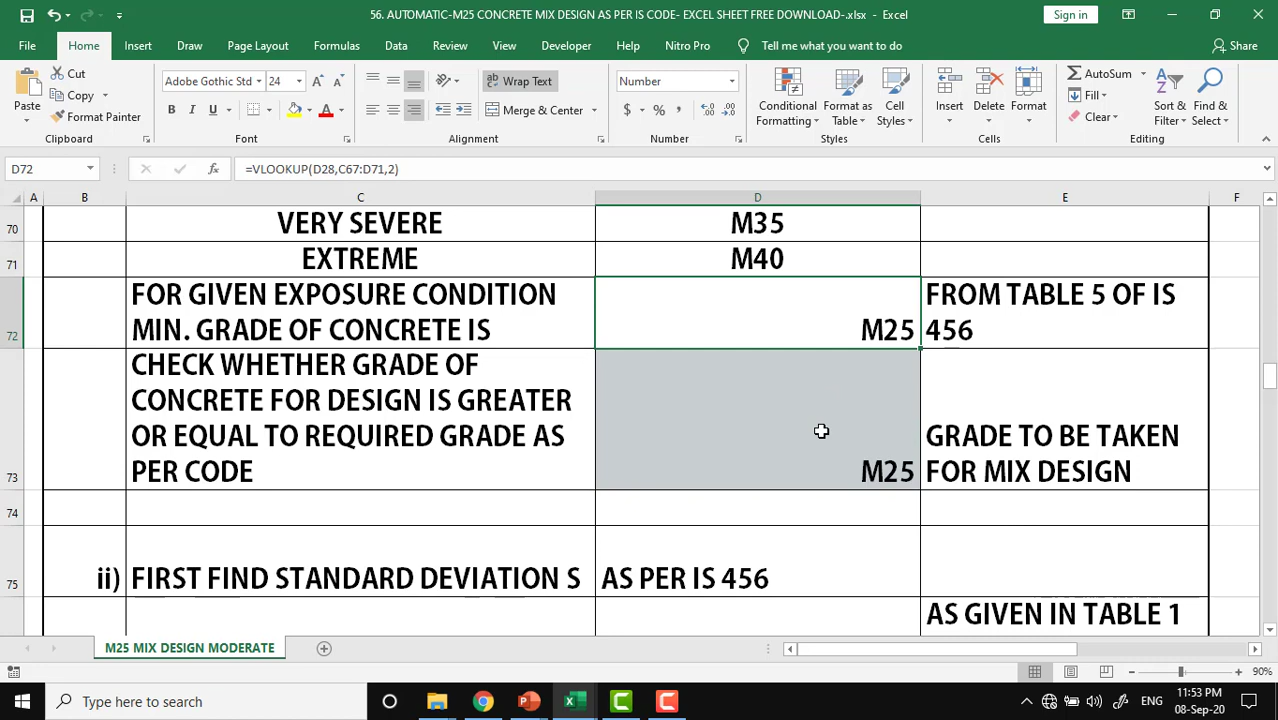 56. AUTOMATIC-M25 CONCRETE MIX DESIGN AS PER IS CODE- EXCEL SHEET FREE DOWNLOAD-.xlsx - Excel
Sign in
File Home Insert Draw Page Layout Formulas Data Review View Developer Help Nitro Pro Tell me what you want to do Share
Paste
Cut
Copy
Format Painter
Clipboard
Adobe Gothic Std 24 A A
B I U A
Font
Wrap Text
Merge & Center
Alignment
Number
$ % ,
Number
Conditional Formatting
Format as Table
Cell Styles
Styles
Insert
Delete
Format
Cells
AutoSum
Fill
Clear
Sort & Filter
Find & Select
Editing
D72
fx
=VLOOKUP(D28,C67:D71,2)
A B C D E F
70 VERY SEVERE M35
71 EXTREME M40
FOR GIVEN EXPOSURE CONDITION
MIN. GRADE OF CONCRETE IS
72
M25
FROM TABLE 5 OF IS
456
CHECK WHETHER GRADE OF
CONCRETE FOR DESIGN IS GREATER
OR EQUAL TO REQUIRED GRADE AS
PER CODE
73
M25
GRADE TO BE TAKEN
FOR MIX DESIGN
74
75 ii) FIRST FIND STANDARD DEVIATION S AS PER IS 456
AS GIVEN IN TABLE 1
M25 MIX DESIGN MODERATE
90%
Type here to search
ENG
11:53 PM
08-Sep-20